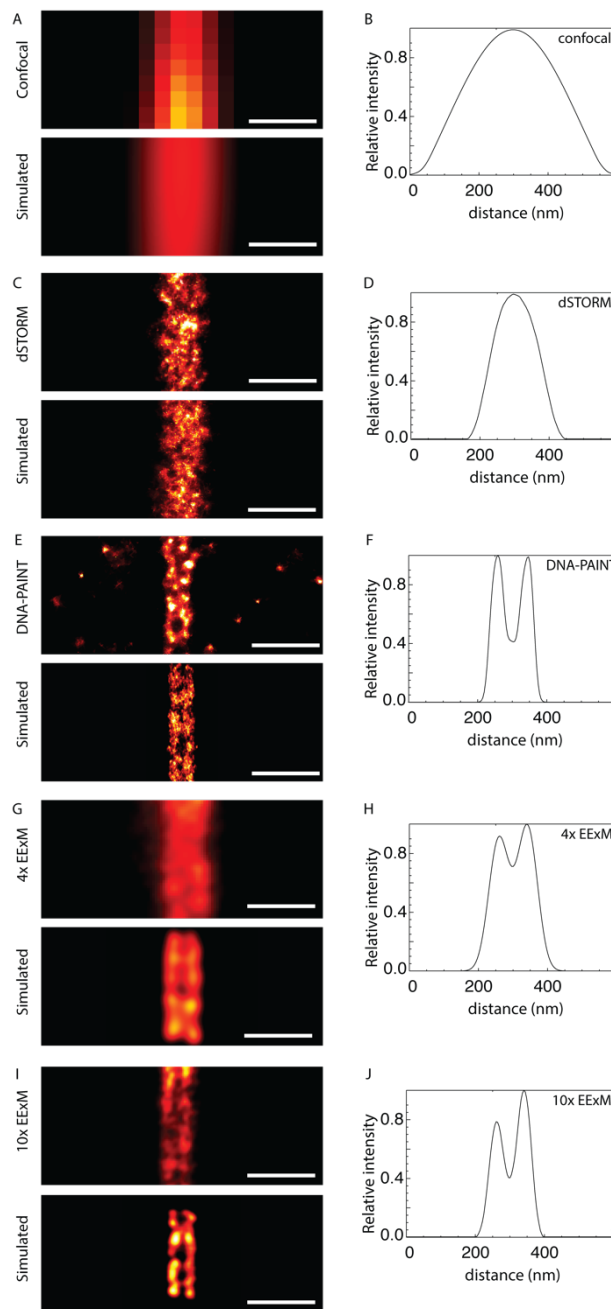 A
Confocal
Simulated
B
confocal
Relative intensity
0.8
0.4
0.0
0
200
400
distance (nm)
C
dSTORM
Simulated
D
dSTORM
Relative intensity
0.8
0.4
0.0
0
200
400
distance (nm)
E
DNA-PAINT
Simulated
F
DNA-PAINT
Relative intensity
0.8
0.4
0.0
0
200
400
distance (nm)
G
4x EExM
Simulated
H
4x EExM
Relative intensity
0.8
0.4
0.0
0
200
400
distance (nm)
I
10x EExM
Simulated
J
10x EExM
Relative intensity
0.8
0.4
0.0
0
200
400
distance (nm)